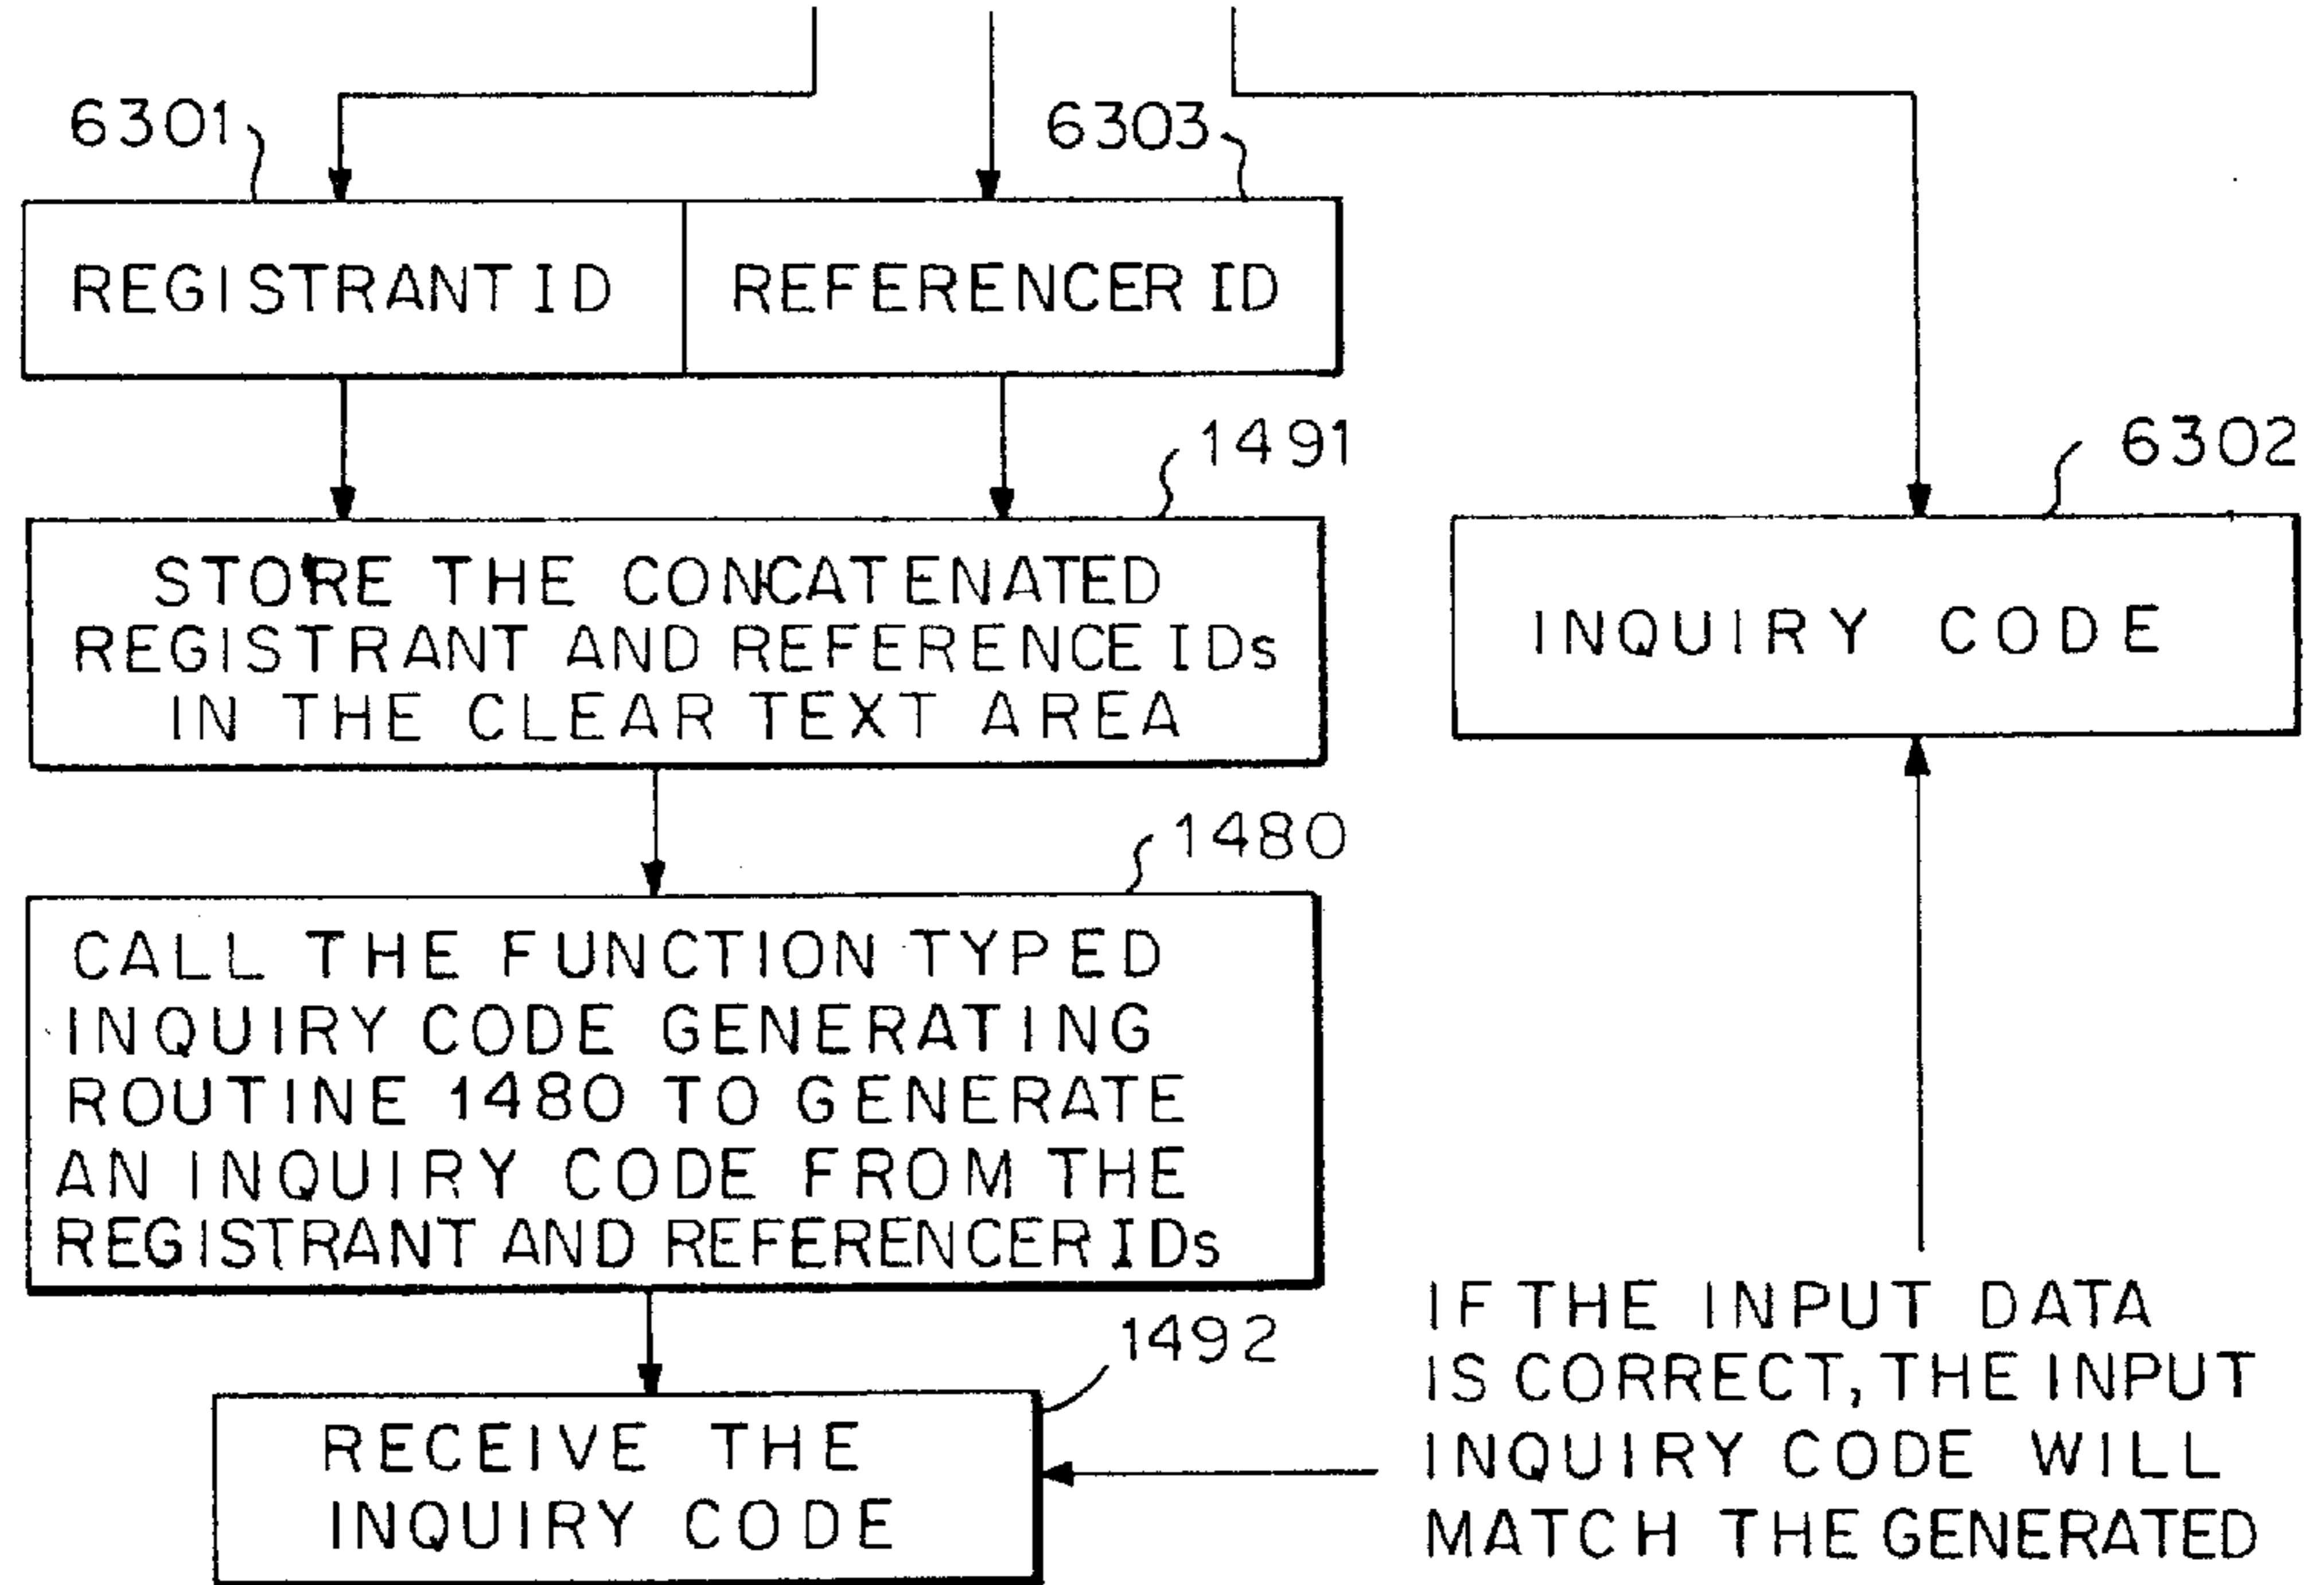 6301
6303
REGISTRANT ID
REFERENCER ID
1491
6302
STORE THE CONCATENATED
REGISTRANT AND REFERENCE IDs
IN THE CLEAR TEXT AREA
INQUIRY CODE
1480
CALL THE FUNCTION TYPED
INQUIRY CODE GENERATING
ROUTINE 1480 TO GENERATE
AN INQUIRY CODE FROM THE
REGISTRANT AND REFERENCER IDs
1492
RECEIVE THE
INQUIRY CODE
IF THE INPUT DATA
IS CORRECT, THE INPUT
INQUIRY CODE WILL
MATCH THE GENERATED